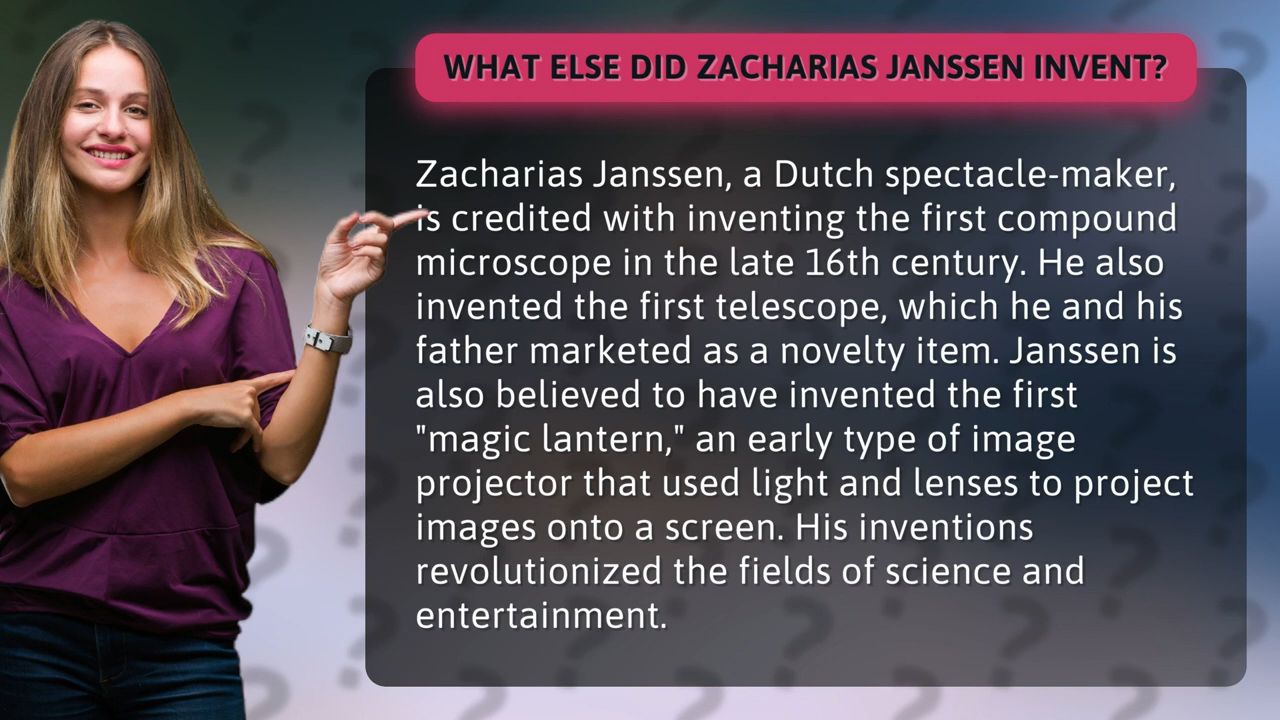 WHAT ELSE DID ZACHARIAS JANSSEN INVENT?
Zacharias Janssen, a Dutch spectacle-maker,
is credited with inventing the first compound
microscope in the late 16th century. He also
invented the first telescope, which he and his
father marketed as a novelty item. Janssen is
also believed to have invented the first
"magic lantern," an early type of image
projector that used light and lenses to project
images onto a screen. His inventions
revolutionized the fields of science and
entertainment.